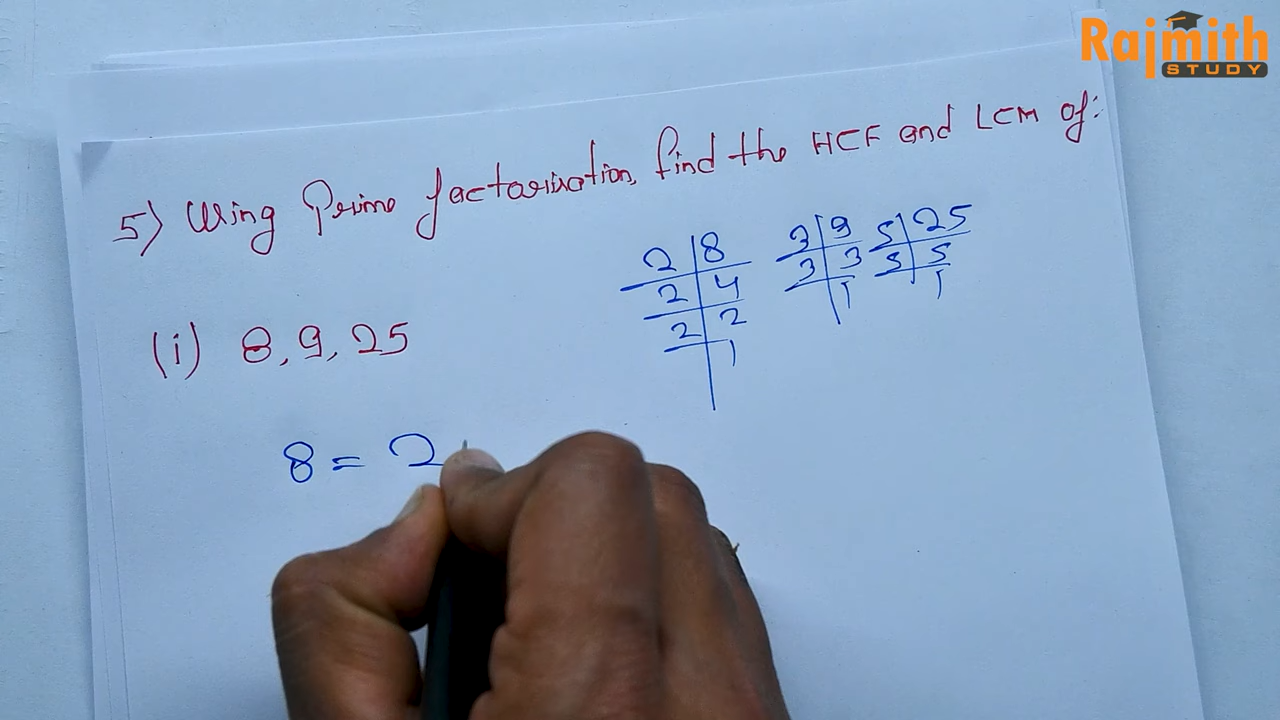 Rajmith
STUDY
5) Using Prime factorisation, find the HCF and LCM of:
2 | 8
2 | 4
2 | 2
1
3 | 9
3 | 3
1
5 | 25
5 | 5
1
(i) 8, 9, 25
8 = 2